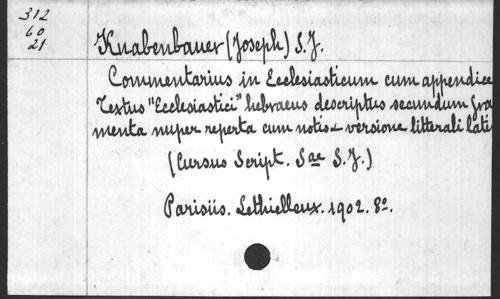 312
60
21
Knabenbauer (Joseph) S.J.
Commentarius in Ecclesiasticum cum appendice
Textus "Ecclesiastici" hebraeus descriptus secundum fra
menta nuper reperta cum notis & versione litterali lati
(Cursus Script. Sae S.J.)
Parisiis. Lethielleux. 1902. 8o.